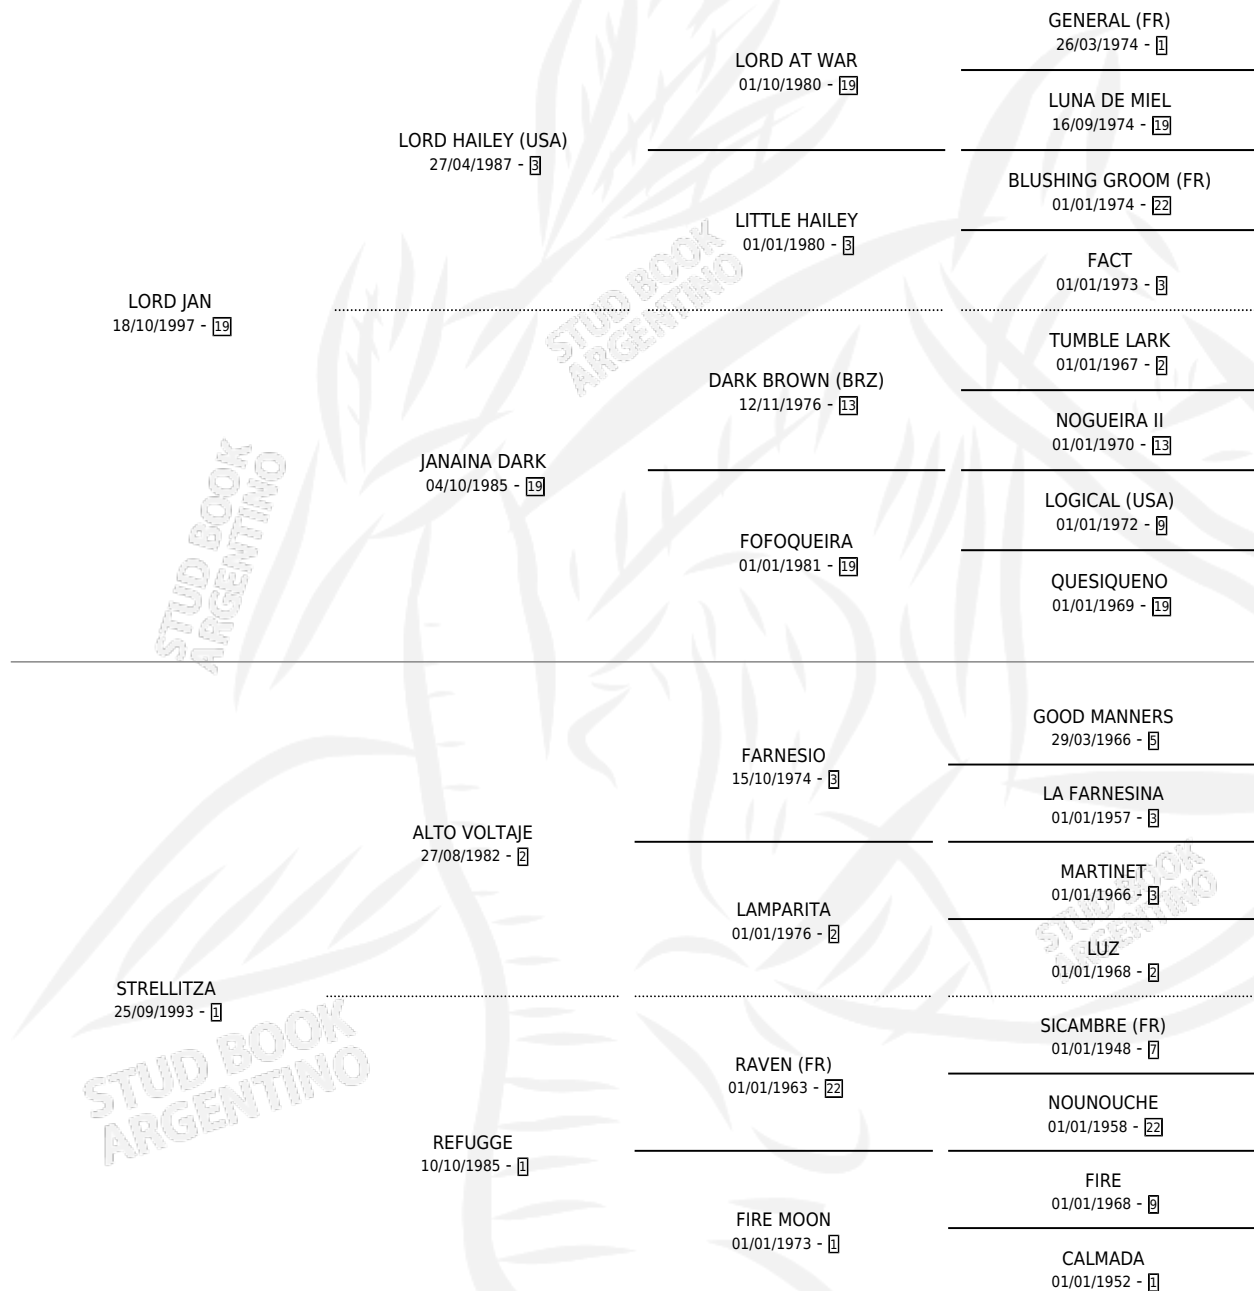 GENERAL (FR)
26/03/1974 - 1
LORD AT WAR
01/10/1980 - 19
LUNA DE MIEL
16/09/1974 - 19
LORD HAILEY (USA)
27/04/1987 - 3
BLUSHING GROOM (FR)
01/01/1974 - 22
LITTLE HAILEY
01/01/1980 - 3
FACT
01/01/1973 - 3
LORD JAN
18/10/1997 - 19
TUMBLE LARK
01/01/1967 - 2
DARK BROWN (BRZ)
12/11/1976 - 13
NOGUEIRA II
01/01/1970 - 13
JANAINA DARK
04/10/1985 - 19
LOGICAL (USA)
01/01/1972 - 9
FOFOQUEIRA
01/01/1981 - 19
QUESIQUENO
01/01/1969 - 19
GOOD MANNERS
29/03/1966 - 5
FARNESIO
15/10/1974 - 3
LA FARNESINA
01/01/1957 - 3
ALTO VOLTAJE
27/08/1982 - 2
MARTINET
01/01/1966 - 3
LAMPARITA
01/01/1976 - 2
LUZ
01/01/1968 - 2
STRELLITZA
25/09/1993 - 1
SICAMBRE (FR)
01/01/1948 - 7
RAVEN (FR)
01/01/1963 - 22
NOUNOUCHE
01/01/1958 - 22
REFUGGE
10/10/1985 - 1
FIRE
01/01/1968 - 9
FIRE MOON
01/01/1973 - 1
CALMADA
01/01/1952 - 1
STUD BOOK
ARGENTINO
STUD BOOK
ARGENTINO
STUD BOOK
ARGENTINO
STUD BOOK
ARGENTINO